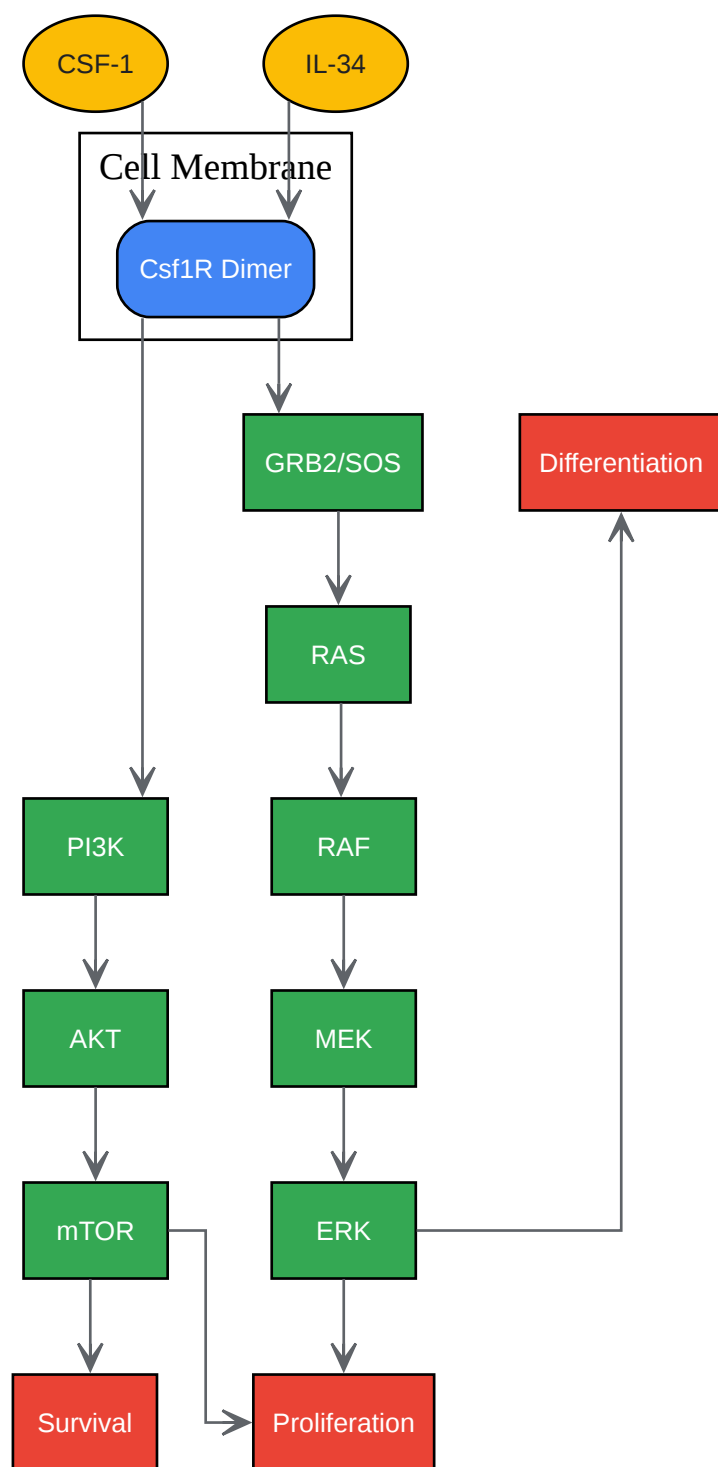 CSF-1
IL-34
Cell Membrane
Csf1R Dimer
GRB2/SOS
Differentiation
RAS
PI3K
RAF
AKT
MEK
mTOR
ERK
Survival
Proliferation